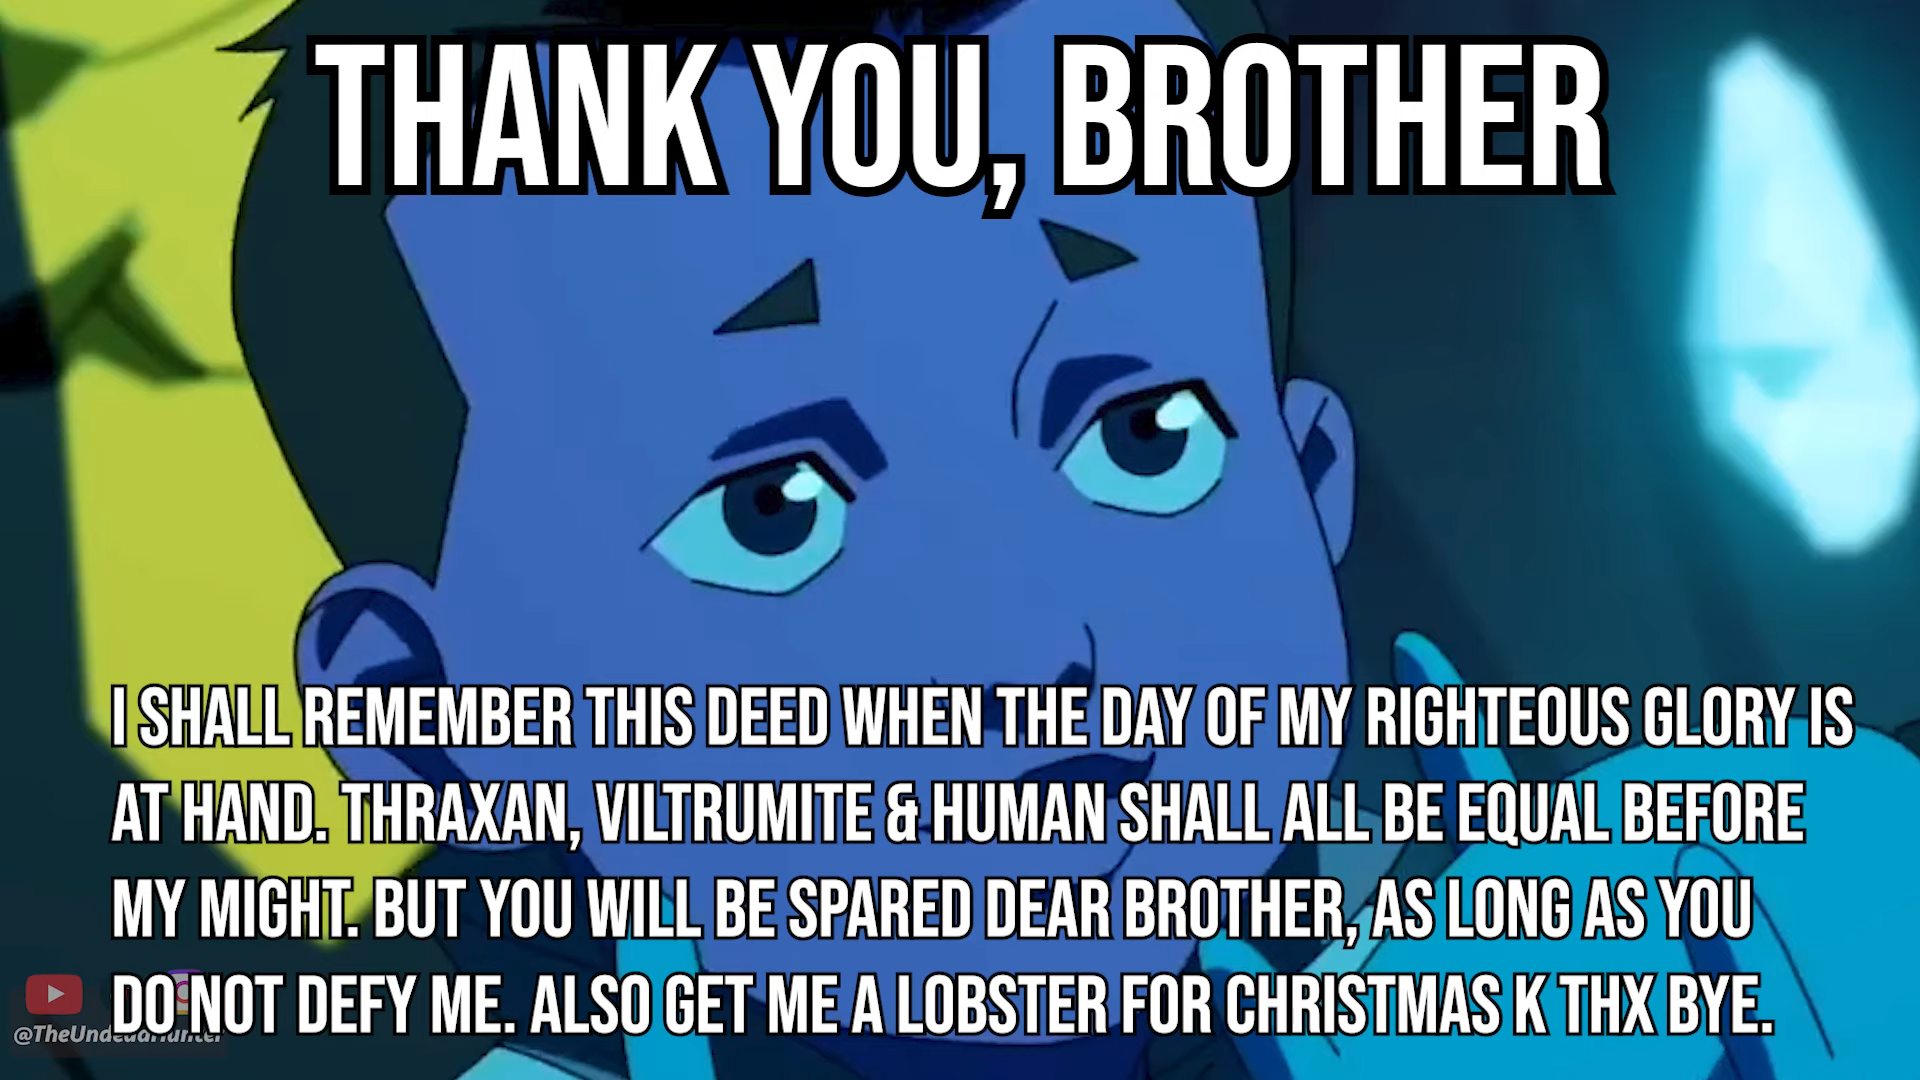 THANK YOU, BROTHER
I SHALL REMEMBER THIS DEED WHEN THE DAY OF MY RIGHTEOUS GLORY IS
AT HAND. THRAXAN, VILTRUMITE & HUMAN SHALL ALL BE EQUAL BEFORE
MY MIGHT. BUT YOU WILL BE SPARED DEAR BROTHER, AS LONG AS YOU
DO NOT DEFY ME. ALSO GET ME A LOBSTER FOR CHRISTMAS K THX BYE.
@TheUndeadHunter